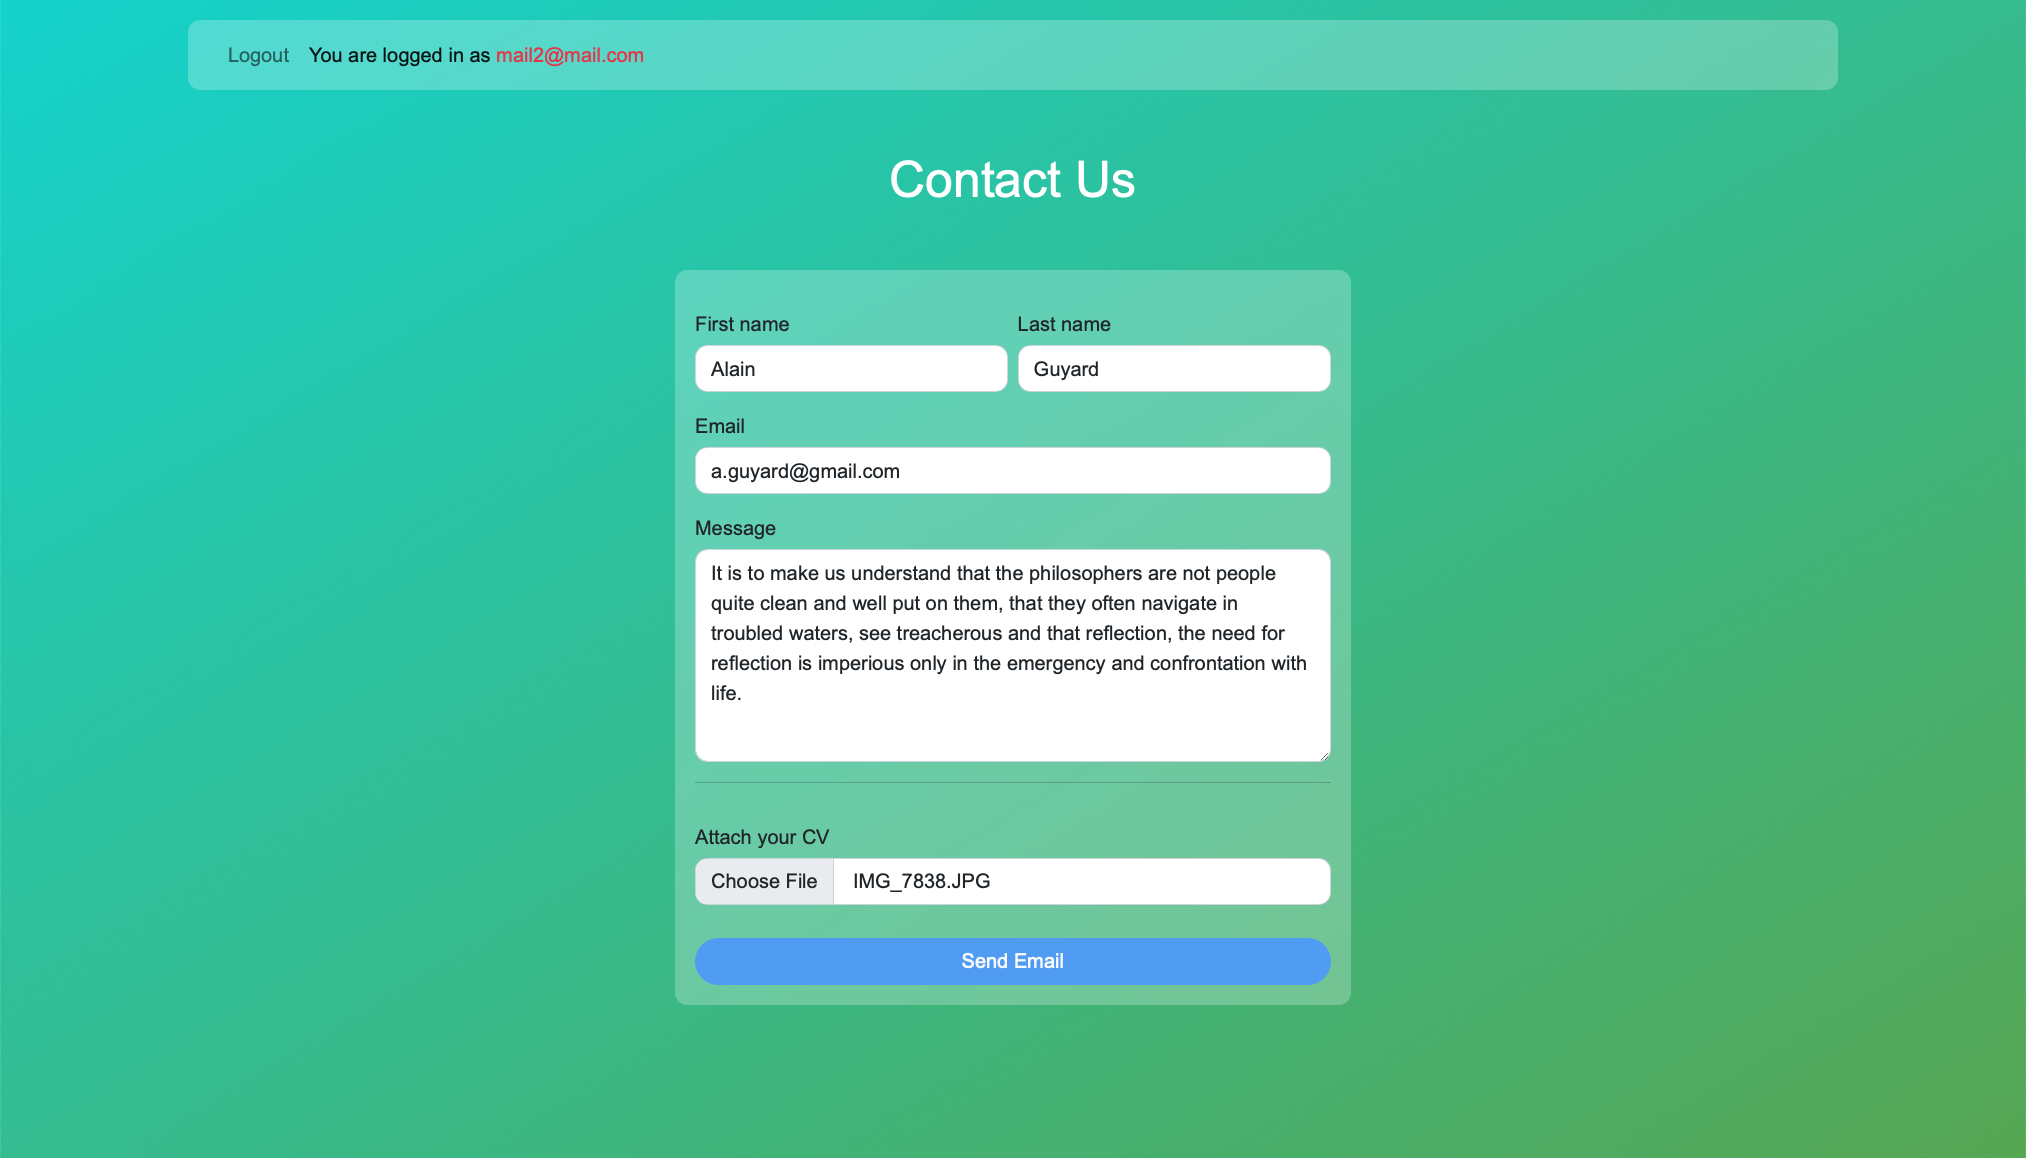 Logout You are logged in as mail2@mail.com
Contact Us
First name Last name
Alain Guyard
Email
a.guyard@gmail.com
Message
It is to make us understand that the philosophers are not people
quite clean and well put on them, that they often navigate in
troubled waters, see treacherous and that reflection, the need for
reflection is imperious only in the emergency and confrontation with
life.
Attach your CV
Choose File IMG_7838.JPG
Send Email